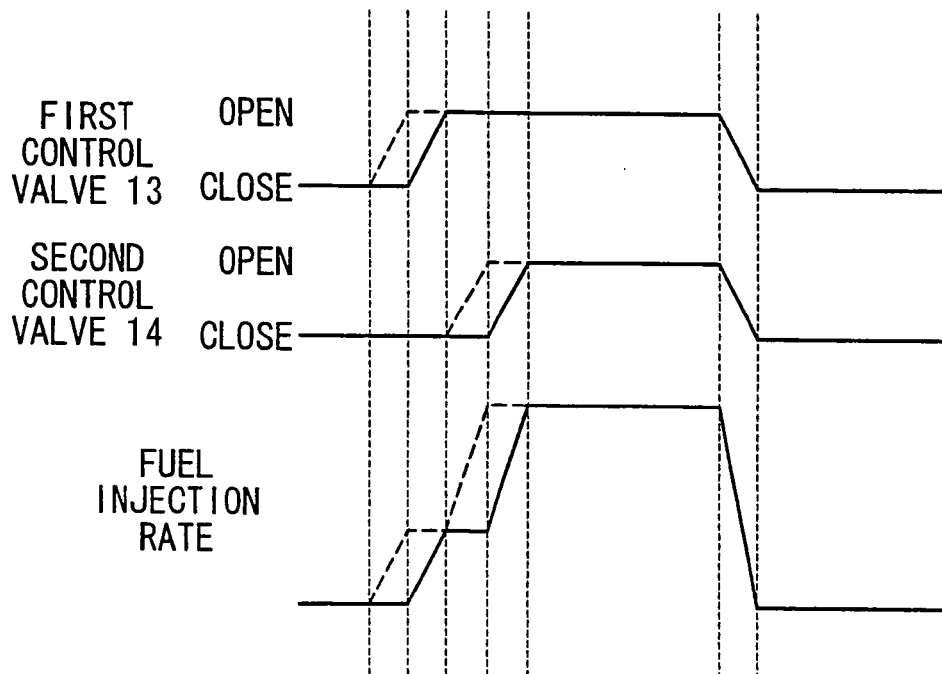 FIRST
CONTROL
VALVE 13
OPEN
CLOSE
SECOND
CONTROL
VALVE 14
OPEN
CLOSE
FUEL
INJECTION
RATE